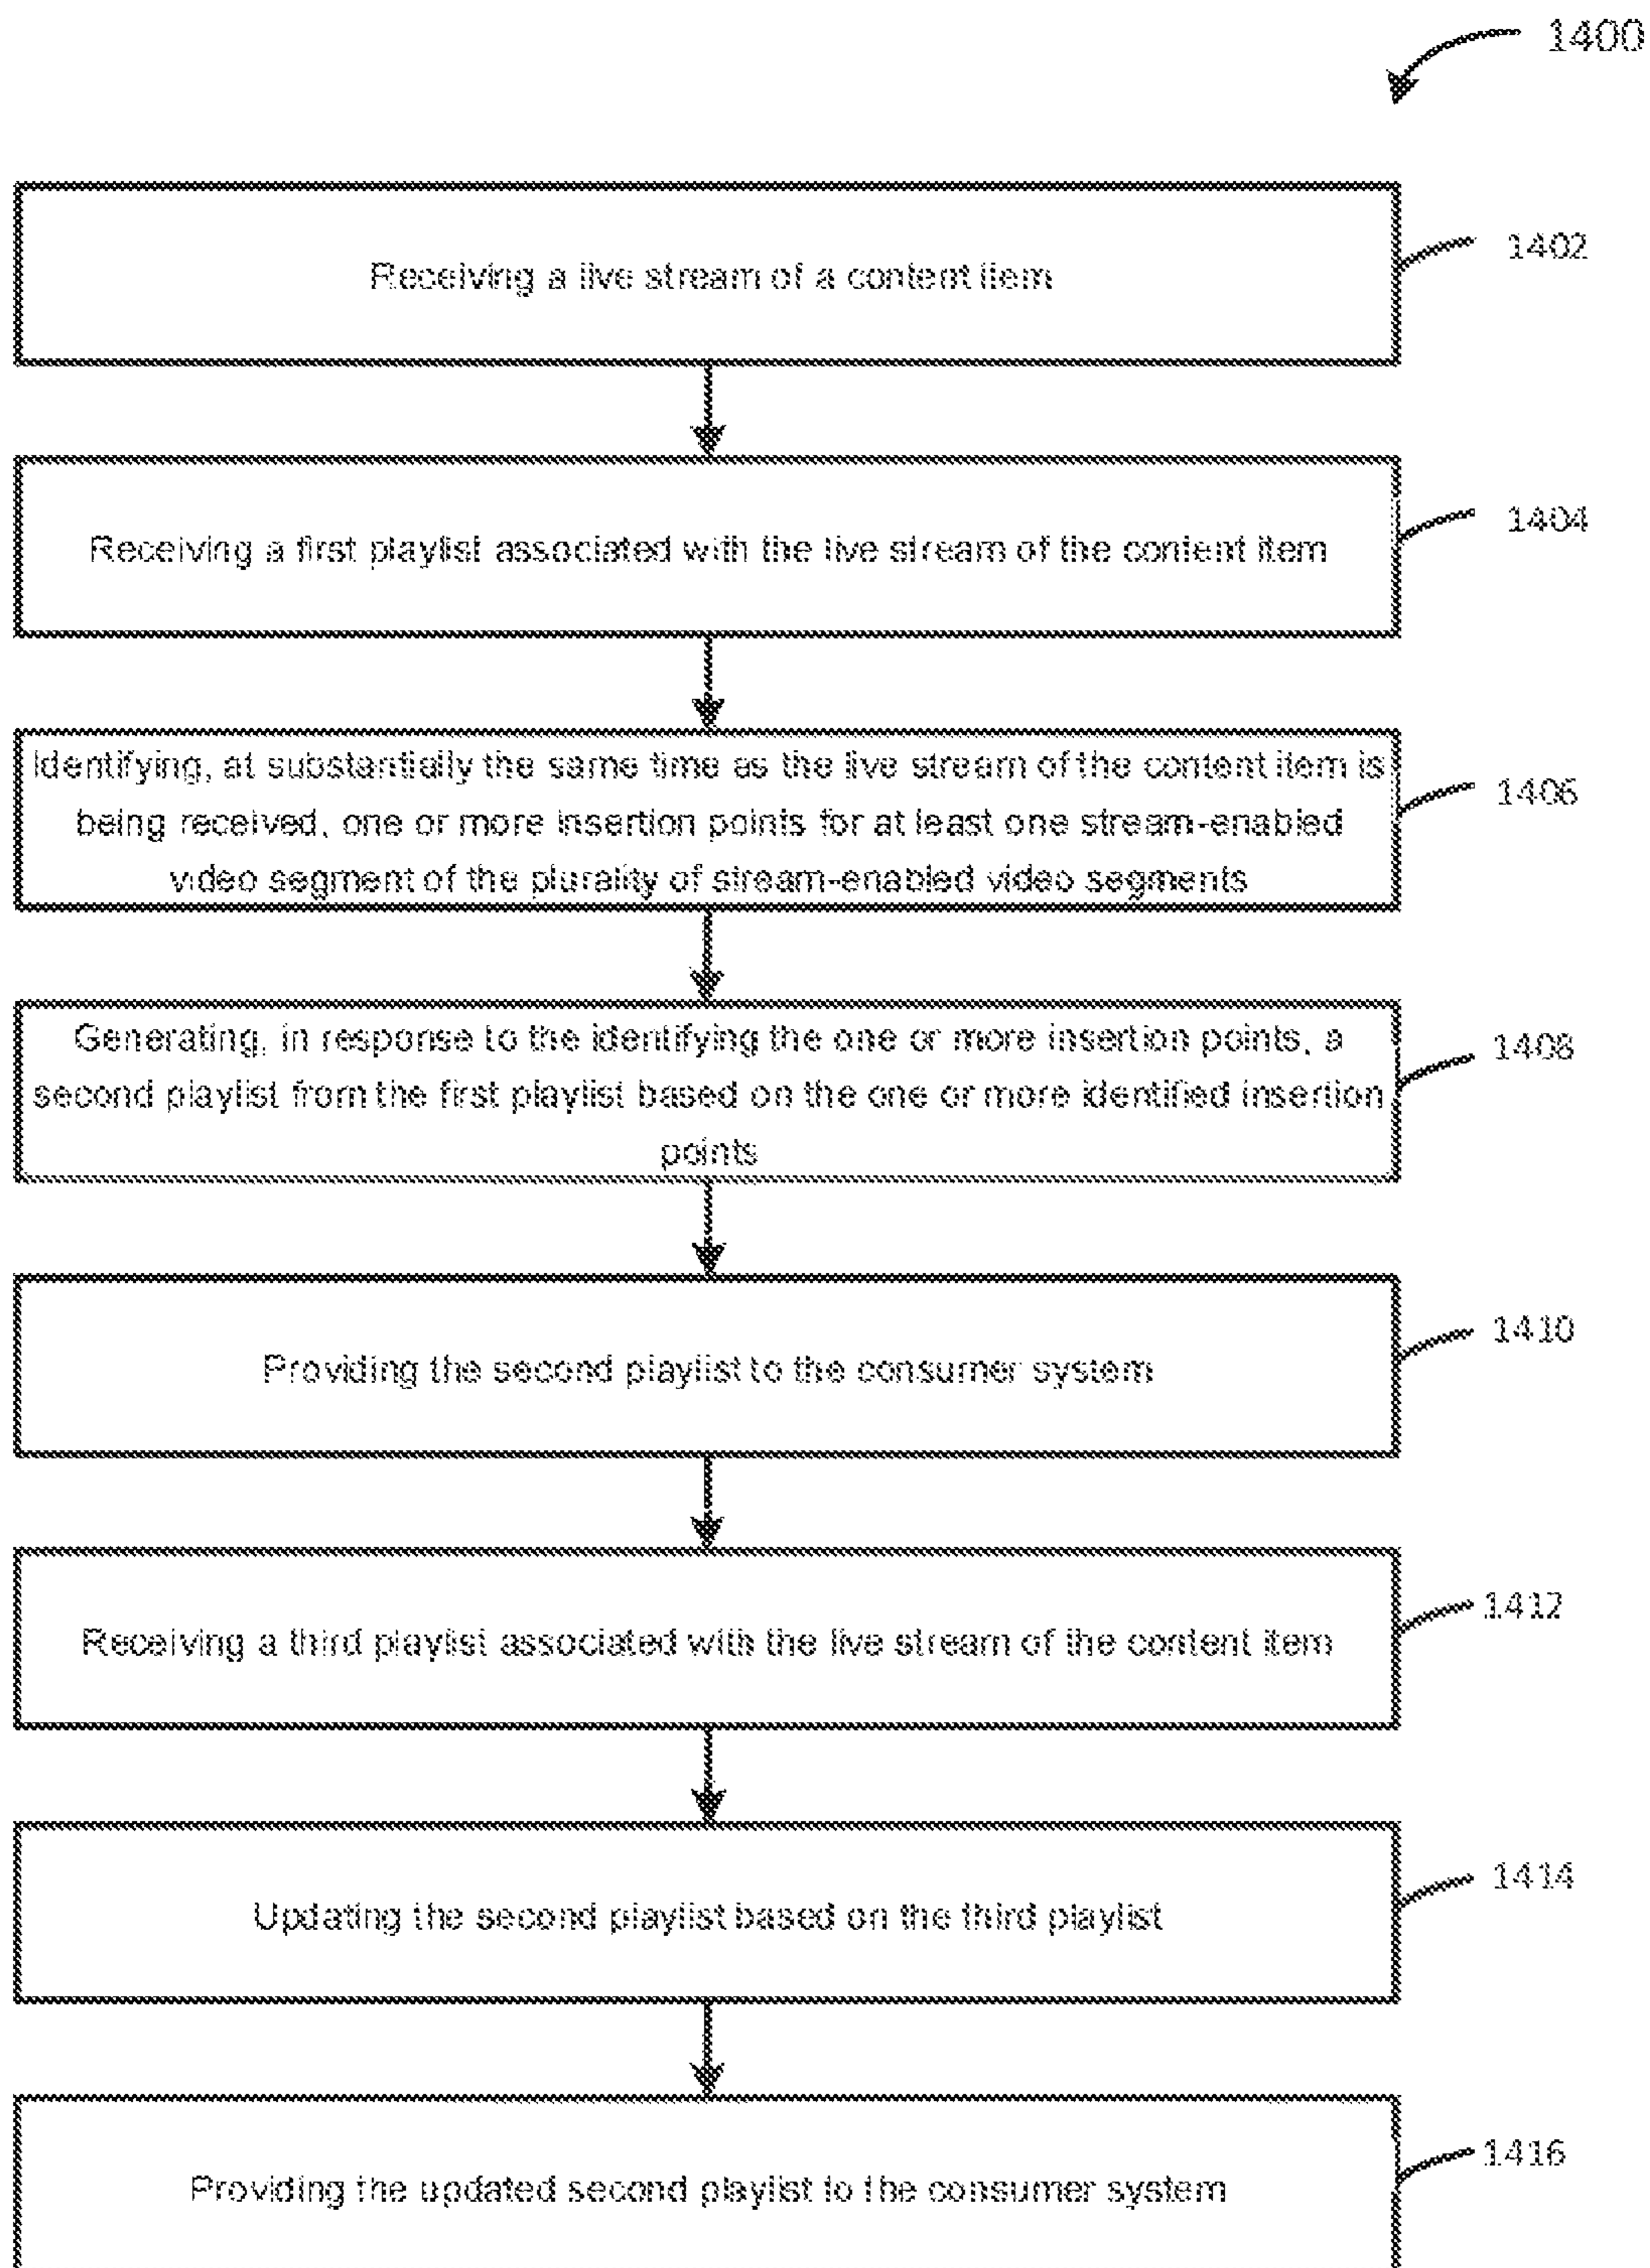 1400
Receiving a live stream of a content item
1402
Receiving a first playlist associated with the live stream of the content item
1404
Identifying, at substantially the same time as the live stream of the content item is
being received, one or more insertion points for at least one stream-enabled
video segment of the plurality of stream-enabled video segments
1406
Generating, in response to the identifying the one or more insertion points, a
second playlist from the first playlist based on the one or more identified insertion
points
1408
Providing the second playlist to the consumer system
1410
Receiving a third playlist associated with the live stream of the content item
1412
Updating the second playlist based on the third playlist
1414
Providing the updated second playlist to the consumer system
1416